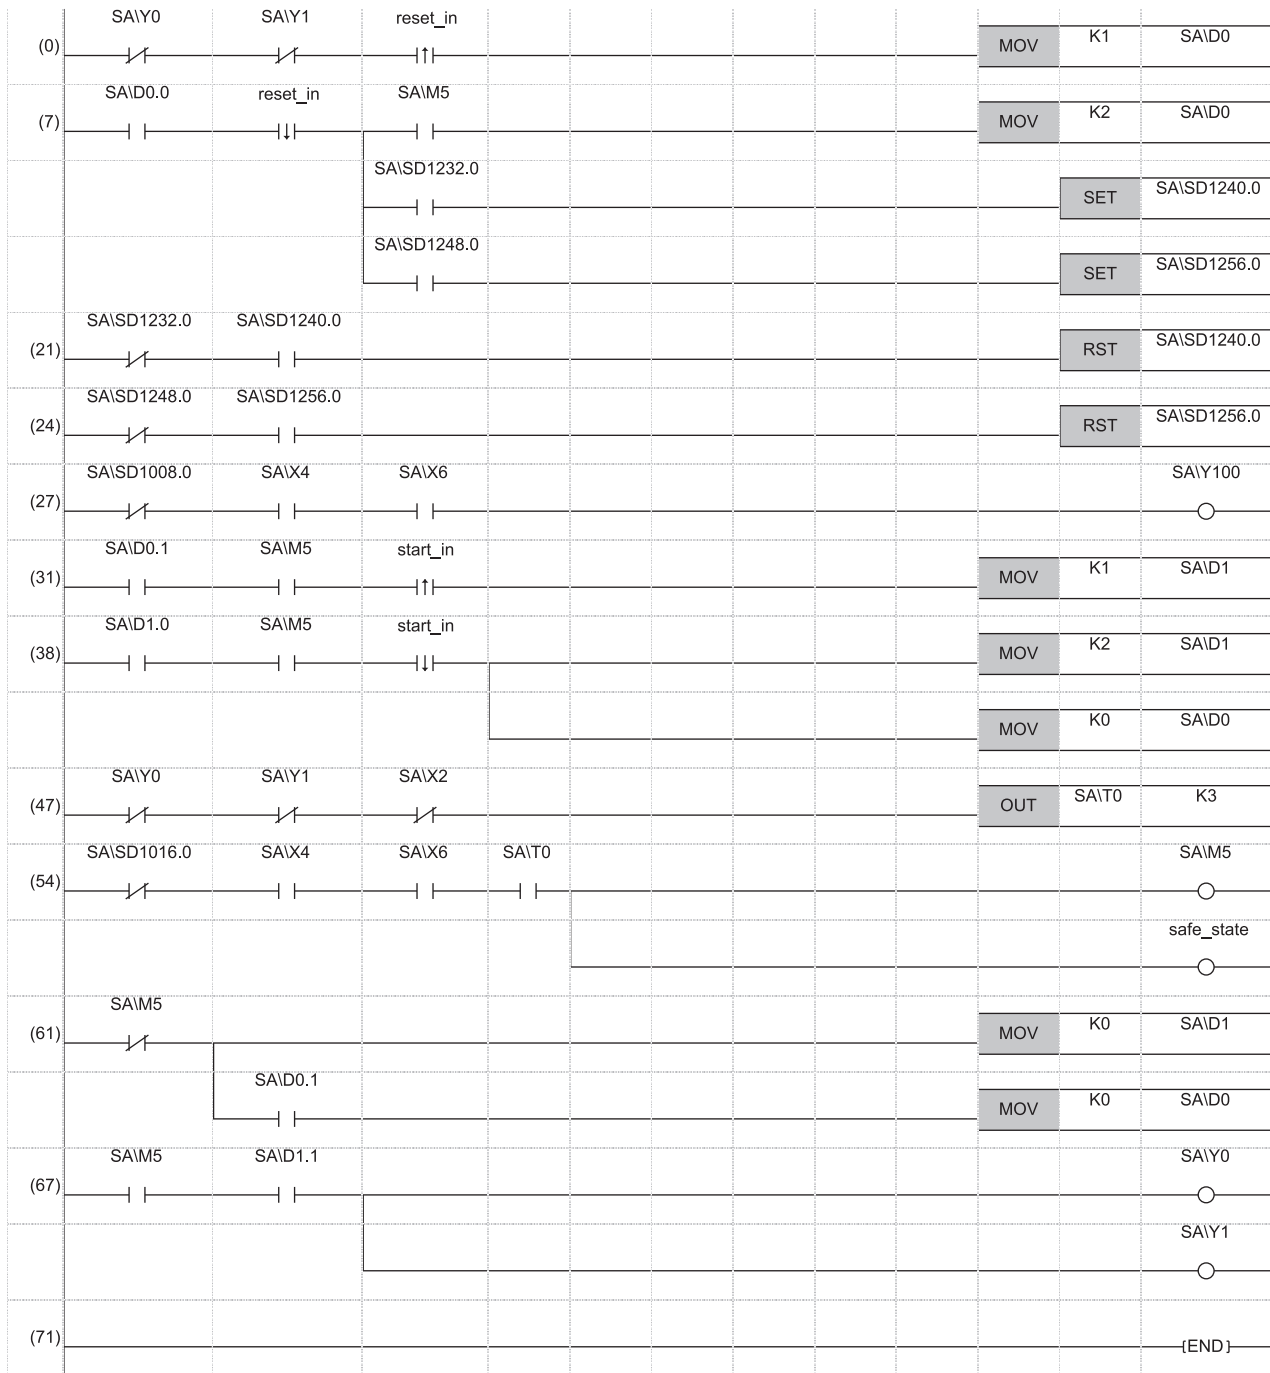 SA\Y0 SA\Y1 reset_in
(0) MOV K1 SA\D0
SA\D0.0 reset_in SA\M5
(7) MOV K2 SA\D0
SA\SD1232.0
SET SA\SD1240.0
SA\SD1248.0
SET SA\SD1256.0
SA\SD1232.0 SA\SD1240.0
(21) RST SA\SD1240.0
SA\SD1248.0 SA\SD1256.0
(24) RST SA\SD1256.0
SA\SD1008.0 SA\X4 SA\X6 SA\Y100
(27)
SA\D0.1 SA\M5 start_in
(31) MOV K1 SA\D1
SA\D1.0 SA\M5 start_in
(38) MOV K2 SA\D1
MOV K0 SA\D0
SA\Y0 SA\Y1 SA\X2
(47) OUT SA\T0 K3
SA\SD1016.0 SA\X4 SA\X6 SA\T0 SA\M5
(54)
safe_state
SA\M5
(61) MOV K0 SA\D1
SA\D0.1
MOV K0 SA\D0
SA\M5 SA\D1.1 SA\Y0
(67)
SA\Y1
(71) [END]